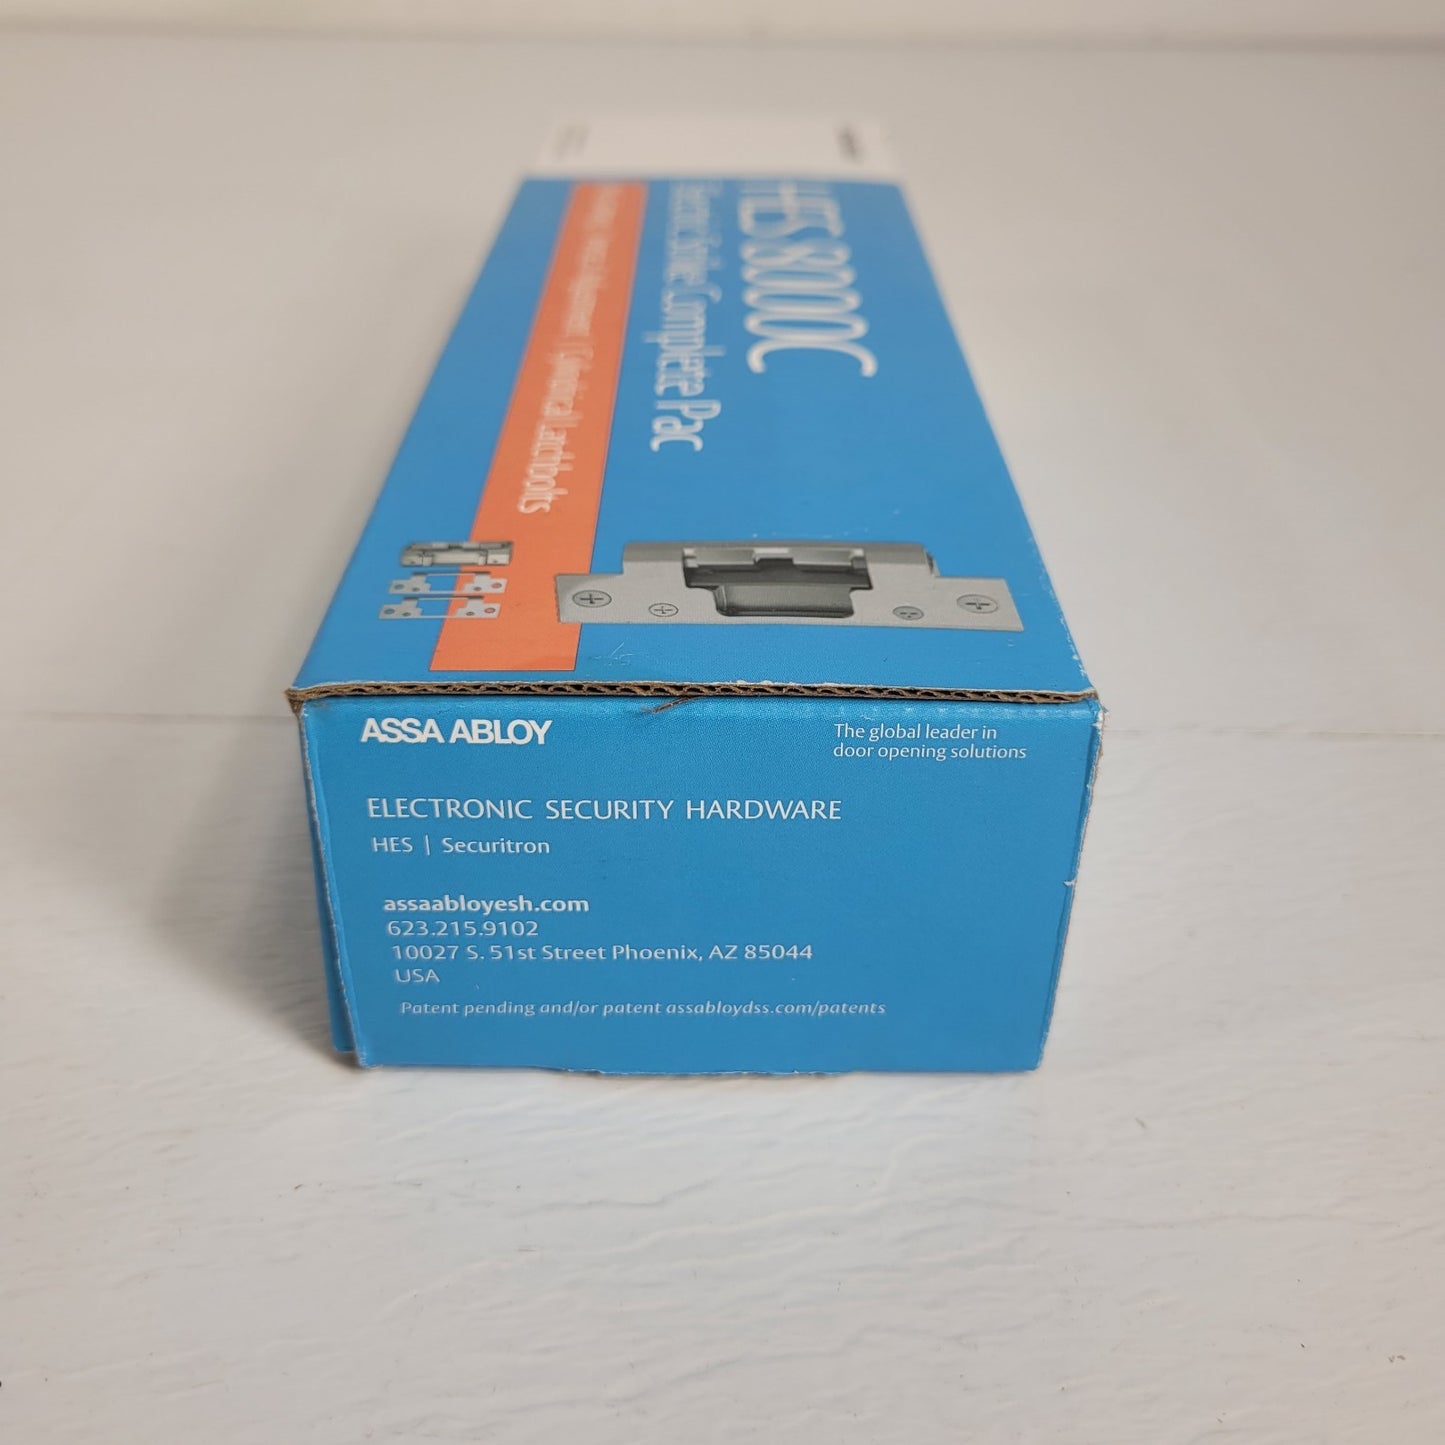 HES 8000C
Electric Strike Complete Pac
Cylindrical Latchbolts
ASSA ABLOY
The global leader in
door opening solutions
ELECTRONIC SECURITY HARDWARE
HES | Securitron
assaabloyesh.com
623.215.9102
10027 S. 51st Street Phoenix, AZ 85044
USA
Patent pending and/or patent assabloydss.com/patents